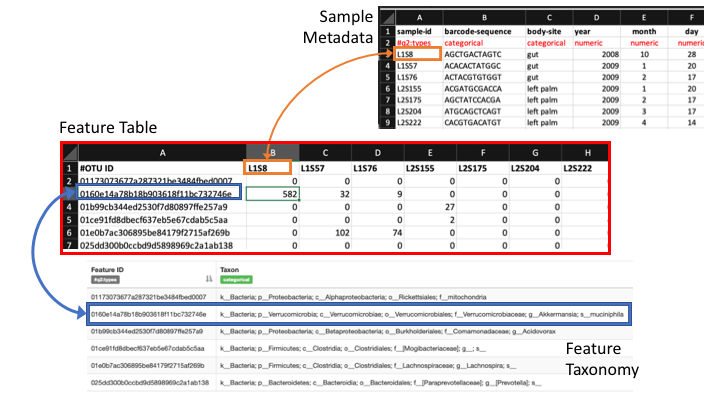 Sample
Metadata
A B C D E F
1 sample-id barcode-sequence body-site year month day
2 #q2:types categorical categorical numeric numeric numeric
3 L1S8 AGCTGACTAGTC gut 2008 10 28
4 L1S57 ACACACTATGGC gut 2009 1 20
5 L1S76 ACTACGTGTGGT gut 2009 2 17
6 L2S155 ACGATGCGACCA left palm 2009 1 20
7 L2S175 AGCTATCCACGA left palm 2009 2 17
8 L2S204 ATGCAGCTCAGT left palm 2009 3 17
9 L2S222 CACGTGACATGT left palm 2009 4 14
Feature Table
A B C D E F G H
1 #OTU ID L1S8 L1S57 L1S76 L2S155 L2S175 L2S204 L2S222
2 01173073677a287321be3484fbed0007 0 0 0 0 0 0 0
3 0160e14a78b18b903618f11bc732746e 582 32 0 0 0 0 0
4 01b99cb344ed2530f7d80897ffe257a9 0 0 0 27 0 0 0
5 01ce91fd8dbecf637eb5e67cdab5c5aa 0 0 0 2 0 0 0
6 01e0b7ac306895be84179f2715af269b 0 102 74 0 0 0 0
7 025dd300b0ccbd9d5898969c2a1ab138 0 0 0 0 0 0 0
Feature ID Taxon
#q2:types categorical
01173073677a287321be3484fbed0007 k__Bacteria; p__Proteobacteria; c__Alphaproteobacteria; o__Rickettsiales; f__mitochondria
0160e14a78b18b903618f11bc732746e k__Bacteria; p__Verrucomicrobia; c__Verrucomicrobiae; o__Verrucomicrobiales; f__Verrucomicrobiaceae; g__Akkermansia; s__muciniphila
01b99cb344ed2530f7d80897ffe257a9 k__Bacteria; p__Proteobacteria; c__Betaproteobacteria; o__Burkholderiales; f__Comamonadaceae; g__Acidovorax
01ce91fd8dbecf637eb5e67cdab5c5aa k__Bacteria; p__Firmicutes; c__Clostridia; o__Clostridiales; f__[Mogibacteriaceae]; g__; s__
01e0b7ac306895be84179f2715af269b k__Bacteria; p__Firmicutes; c__Clostridia; o__Clostridiales; f__Lachnospiraceae; g__Lachnospira; s__
025dd300b0ccbd9d5898969c2a1ab138 k__Bacteria; p__Bacteroidetes; c__Bacteroidia; o__Bacteroidales; f__[Paraprevotellaceae]; g__[Prevotella]; s__
Feature
Taxonomy